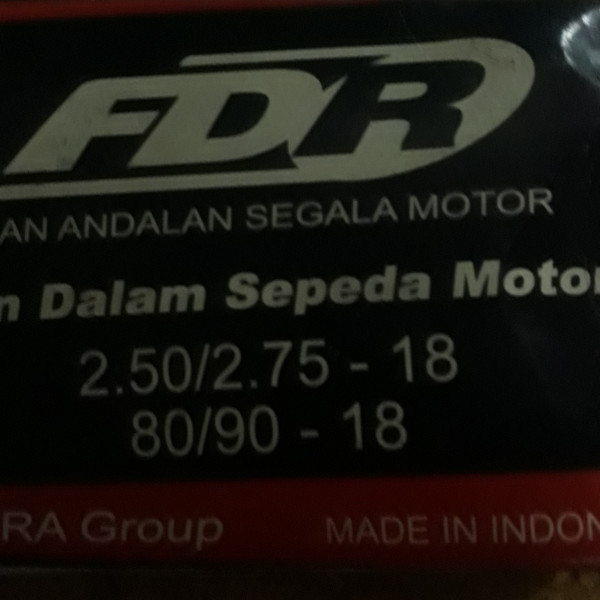 FDR
AN ANDALAN SEGALA MOTOR
n Dalam Sepeda Motor
2.50/2.75 - 18
80/90 - 18
RA Group
MADE IN INDON